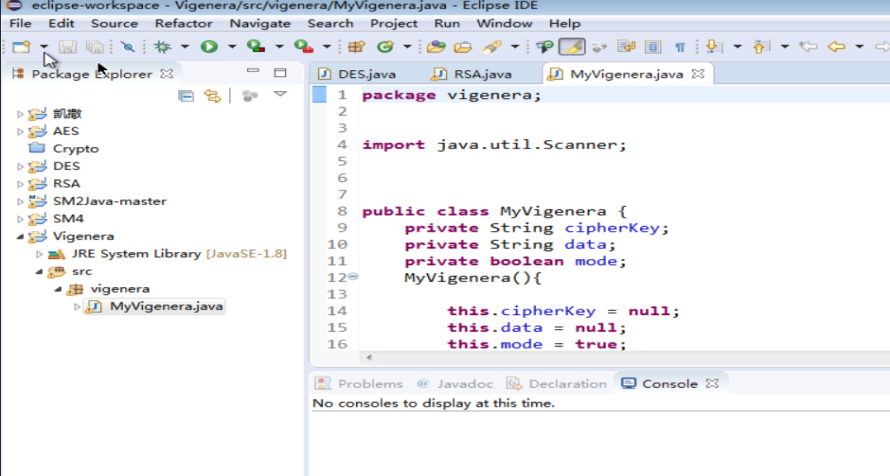 eclipse-workspace - Vigenera/src/vigenera/MyVigenera.java - Eclipse IDE
File Edit Source Refactor Navigate Search Project Run Window Help
Package Explorer
凯撒
AES
Crypto
DES
RSA
SM2Java-master
SM4
Vigenera
JRE System Library [JavaSE-1.8]
src
vigenera
MyVigenera.java
DES.java RSA.java MyVigenera.java
1 package vigenera;
2
3
4 import java.util.Scanner;
5
6
7
8 public class MyVigenera {
9 private String cipherKey;
10 private String data;
11 private boolean mode;
12 MyVigenera(){
13
14 this.cipherKey = null;
15 this.data = null;
16 this.mode = true;
Problems @ Javadoc Declaration Console
No consoles to display at this time.